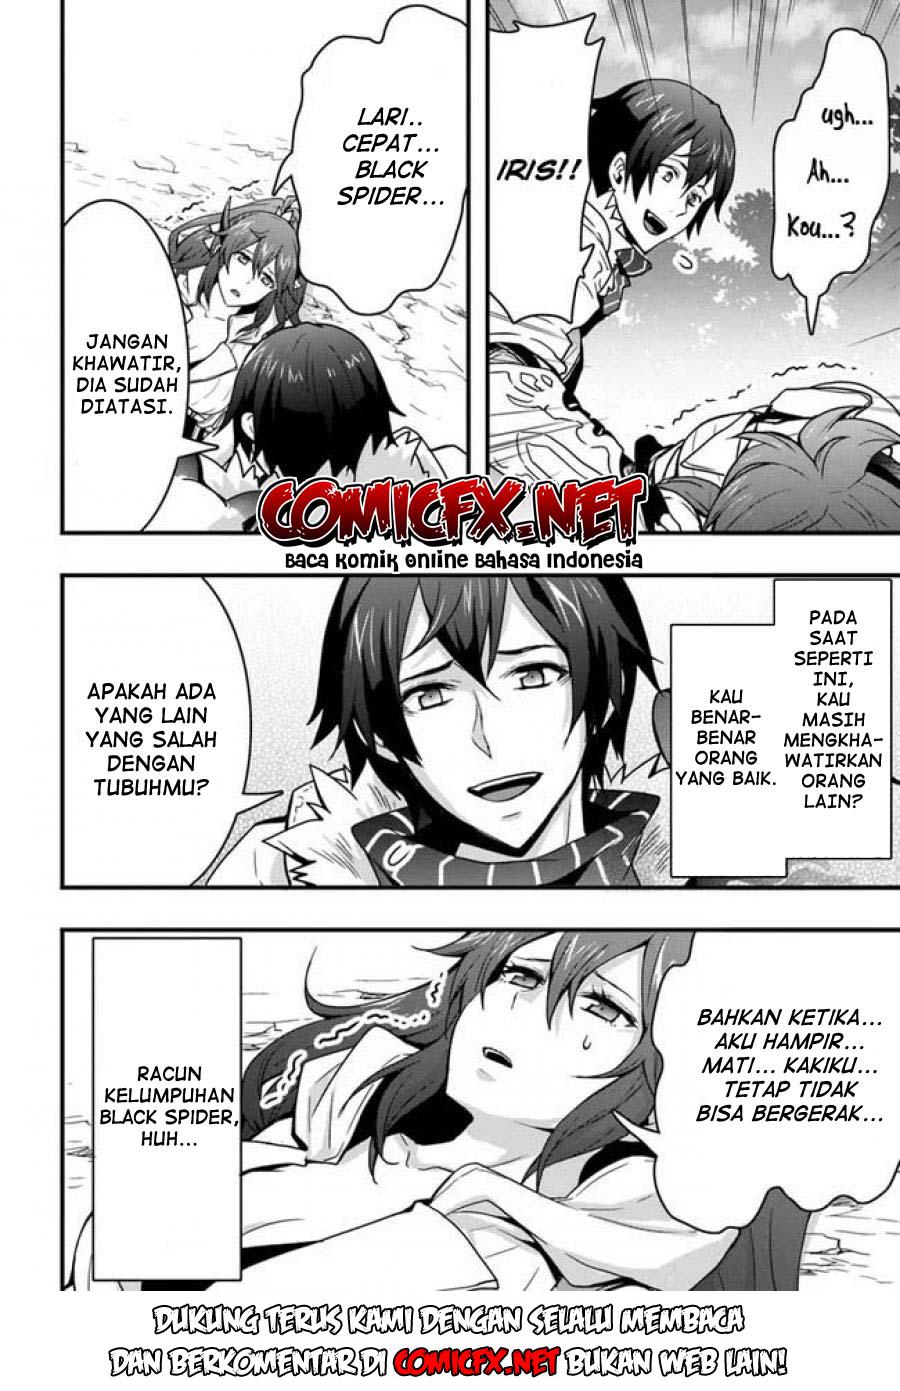 ugh...
Ah...
Kou...?
IRIS!!
LARI..
CEPAT...
BLACK
SPIDER...
JANGAN
KHAWATIR,
DIA SUDAH
DIATASI.
COMICFX.NET
Baca Komik Online Bahasa Indonesia
PADA
SAAT
SEPERTI
INI,
KAU
MASIH
MENGKHA-
WATIRKAN
ORANG
LAIN?
KAU
BENAR-
BENAR
ORANG
YANG BAIK.
APAKAH ADA
YANG LAIN
YANG SALAH
DENGAN
TUBUHMU?
BAHKAN KETIKA...
AKU HAMPIR...
MATI... KAKIKU...
TETAP TIDAK
BISA BERGERAK...
RACUN
KELUMPUHAN
BLACK SPIDER,
HUH...
DUKUNG TERUS KAMI DENGAN SELALU MEMBACA
DAN BERKOMENTAR DI COMICFX.NET BUKAN WEB LAIN!